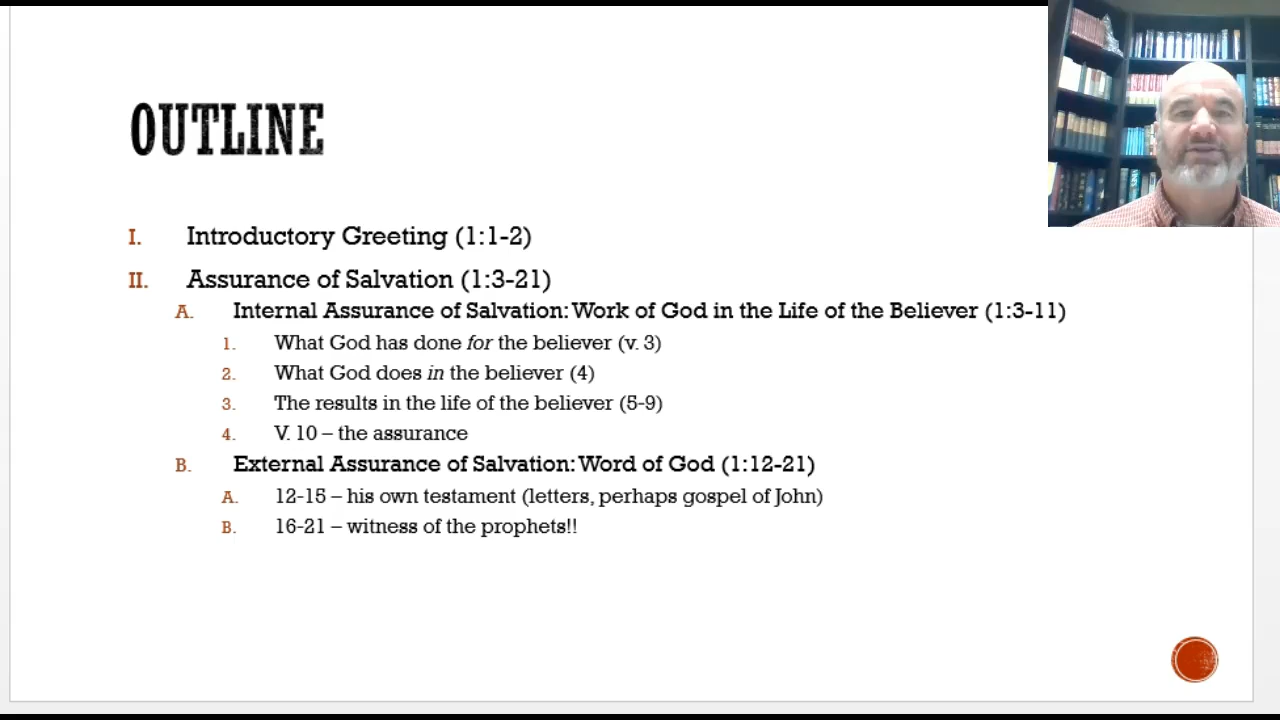 OUTLINE
I. Introductory Greeting (1:1-2)
II. Assurance of Salvation (1:3-21)
A. Internal Assurance of Salvation: Work of God in the Life of the Believer (1:3-11)
1. What God has done for the believer (v. 3)
2. What God does in the believer (4)
3. The results in the life of the believer (5-9)
4. V. 10 – the assurance
B. External Assurance of Salvation: Word of God (1:12-21)
A. 12-15 – his own testament (letters, perhaps gospel of John)
B. 16-21 – witness of the prophets!!